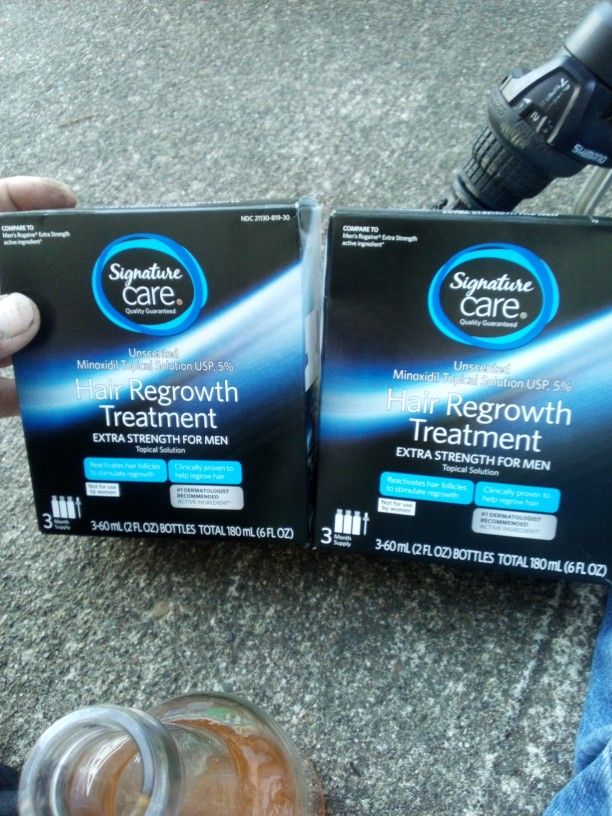 COMPARE TO
Men's Rogaine® Extra Strength
active ingredient*
NDC 21130-819-30
Signature
care®
Quality Guaranteed
Unscented
Minoxidil Topical Solution USP, 5%
Hair Regrowth
Treatment
EXTRA STRENGTH FOR MEN
Topical Solution
Reactivates hair follicles
to stimulate regrowth
Clinically proven to
help regrow hair
Not for use
by women
#1 DERMATOLOGIST
RECOMMENDED
ACTIVE INGREDIENT
3 Month
Supply
3-60 mL (2 FL OZ) BOTTLES TOTAL 180 mL (6 FL OZ)
COMPARE TO
Men's Rogaine® Extra Strength
active ingredient*
Signature
care®
Quality Guaranteed
Unscented
Minoxidil Topical Solution USP, 5%
Hair Regrowth
Treatment
EXTRA STRENGTH FOR MEN
Topical Solution
Reactivates hair follicles
to stimulate regrowth
Clinically proven to
help regrow hair
Not for use
by women
#1 DERMATOLOGIST
RECOMMENDED
ACTIVE INGREDIENT
3 Month
Supply
3-60 mL (2 FL OZ) BOTTLES TOTAL 180 mL (6 FL OZ)
SHIMANO
2